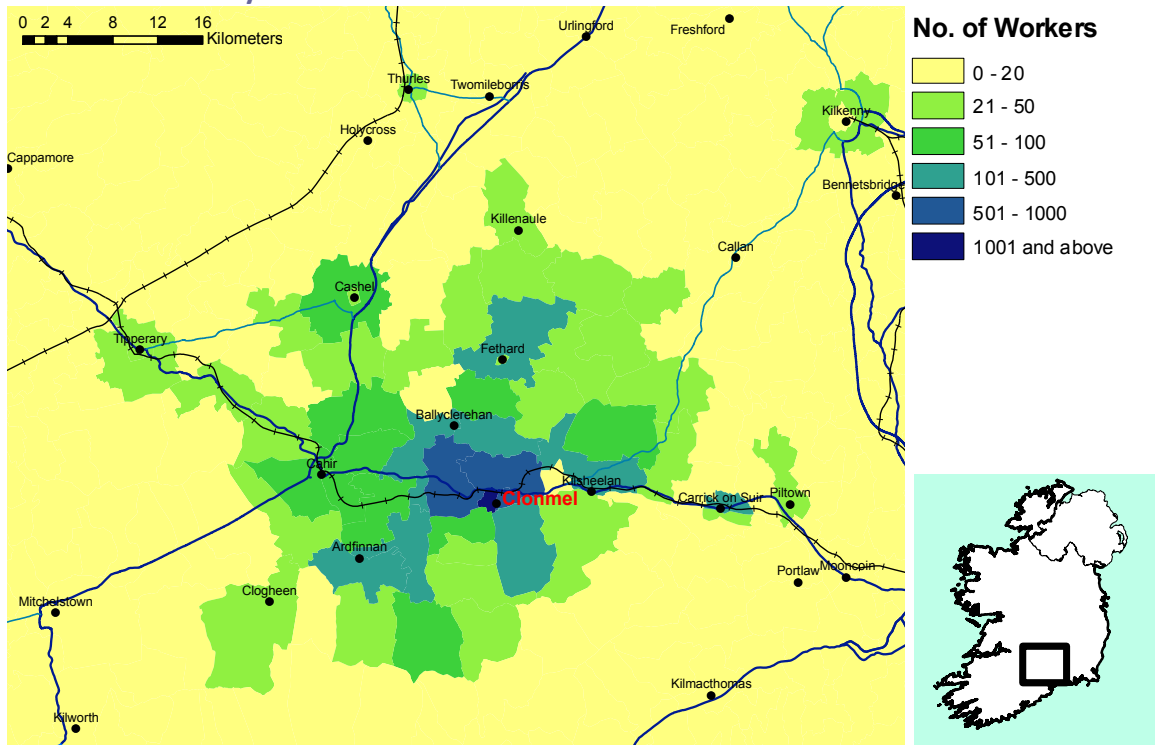 0 2 4 8 12 16
Kilometers
Urlingford
Freshford
Thurles
Twomileborris
Kilkenny
Holycross
Cappamore
Bennetsbridge
Killenaule
Callan
Cashel
Tipperary
Fethard
Ballyclerehan
Cahir
Kilsheelan
Clonmel
Carrick on Suir
Piltown
Ardfinnan
Portlaw
Mooncoin
Clogheen
Mitchelstown
Kilmacthomas
Kilworth
No. of Workers
0 - 20
21 - 50
51 - 100
101 - 500
501 - 1000
1001 and above